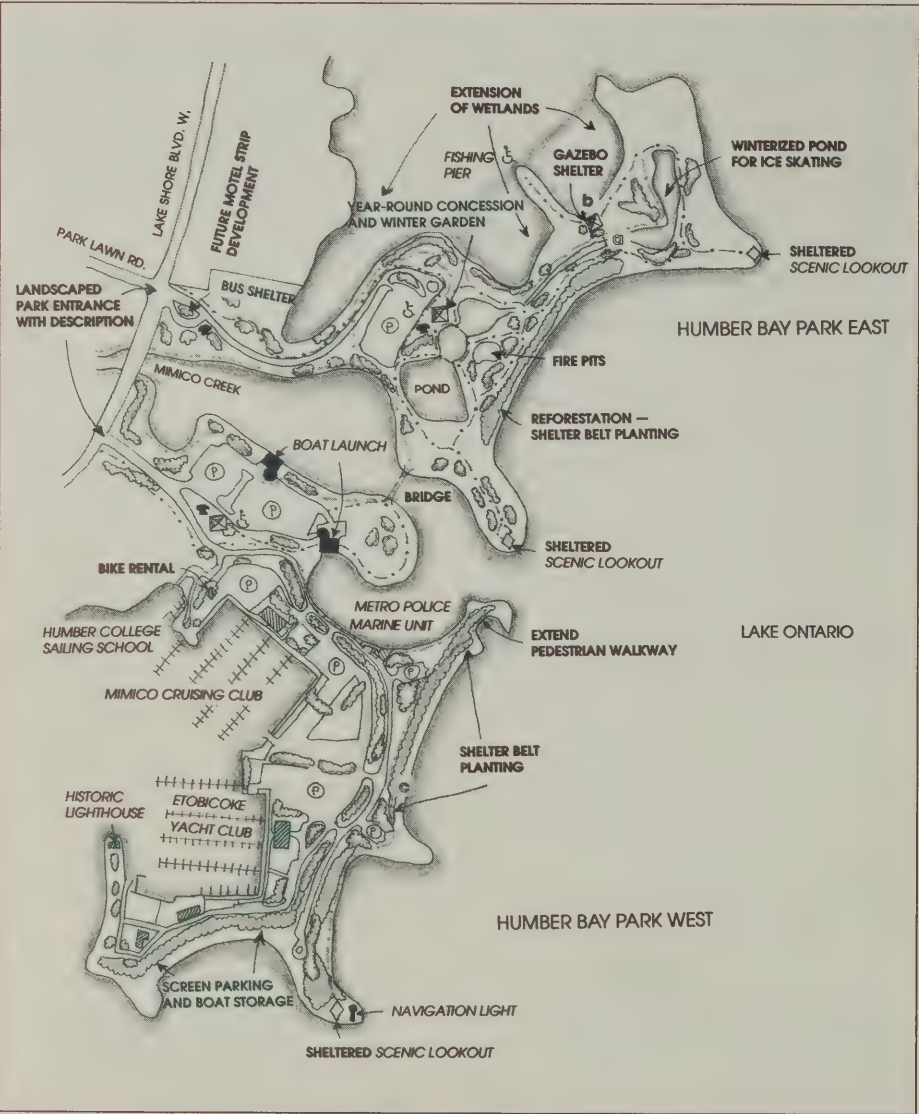 EXTENSION
OF WETLANDS
FISHING
PIER
GAZEBO
SHELTER
b
a
WINTERIZED POND
FOR ICE SKATING
LAKE SHORE BLVD. W.
FUTURE MOTEL STRIP
DEVELOPMENT
YEAR-ROUND CONCESSION
AND WINTER GARDEN
PARK LAWN RD.
BUS SHELTER
SHELTERED
SCENIC LOOKOUT
LANDSCAPED
PARK ENTRANCE
WITH DESCRIPTION
P
HUMBER BAY PARK EAST
MIMICO CREEK
FIRE PITS
POND
REFORESTATION —
SHELTER BELT PLANTING
BOAT LAUNCH
P
P
BRIDGE
SHELTERED
SCENIC LOOKOUT
BIKE RENTAL
P
METRO POLICE
MARINE UNIT
HUMBER COLLEGE
SAILING SCHOOL
EXTEND
PEDESTRIAN WALKWAY
LAKE ONTARIO
MIMICO CRUISING CLUB
P
P
SHELTER BELT
PLANTING
c
P
HISTORIC
LIGHTHOUSE
ETOBICOKE
YACHT CLUB
P
HUMBER BAY PARK WEST
SCREEN PARKING
AND BOAT STORAGE
NAVIGATION LIGHT
SHELTERED SCENIC LOOKOUT